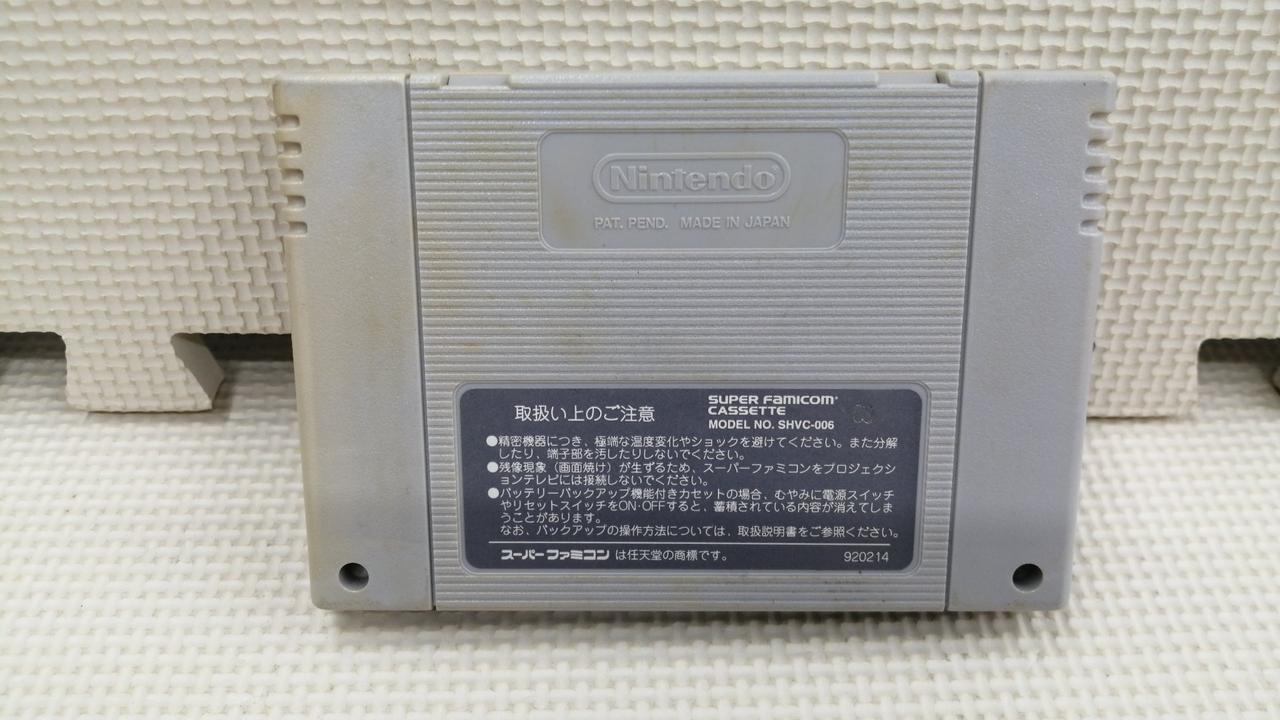 Nintendo
PAT. PEND. MADE IN JAPAN
取扱い上のご注意
SUPER FAMICOM
CASSETTE
MODEL NO. SHVC-006
●精密機器につき、極端な温度変化やショックを避けてください。また分解
したり、端子部を汚したりしないでください。
●残像現象（画面焼け）が生ずるため、スーパーファミコンをプロジェクシ
ョンテレビには接続しないでください。
●バッテリーバックアップ機能付きカセットの場合、むやみに電源スイッチ
やリセットスイッチをON·OFFすると、蓄積されている内容が消えてしま
うことがあります。
なお、バックアップの操作方法については、取扱説明書をご参照ください。
スーパーファミコン は任天堂の商標です。
920214